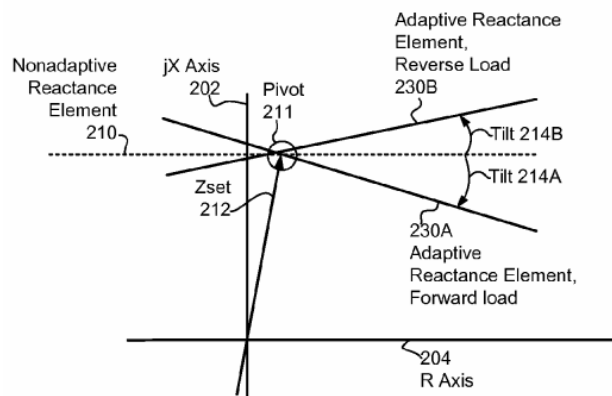 Adaptive Reactance
Element,
Reverse Load
230B
jX Axis
202
Nonadaptive
Reactance
Element
210
Pivot
211
Tilt 214B
Tilt 214A
Zset
212
230A
Adaptive
Reactance Element,
Forward load
204
R Axis